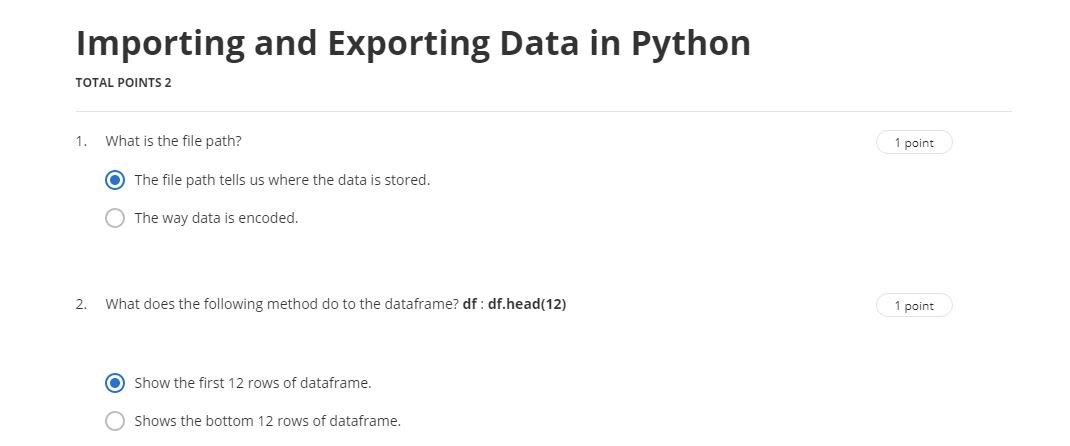 Importing and Exporting Data in Python
TOTAL POINTS 2
1. What is the file path? 1 point
The file path tells us where the data is stored.
The way data is encoded.
2. What does the following method do to the dataframe? df : df.head(12) 1 point
Show the first 12 rows of dataframe.
Shows the bottom 12 rows of dataframe.